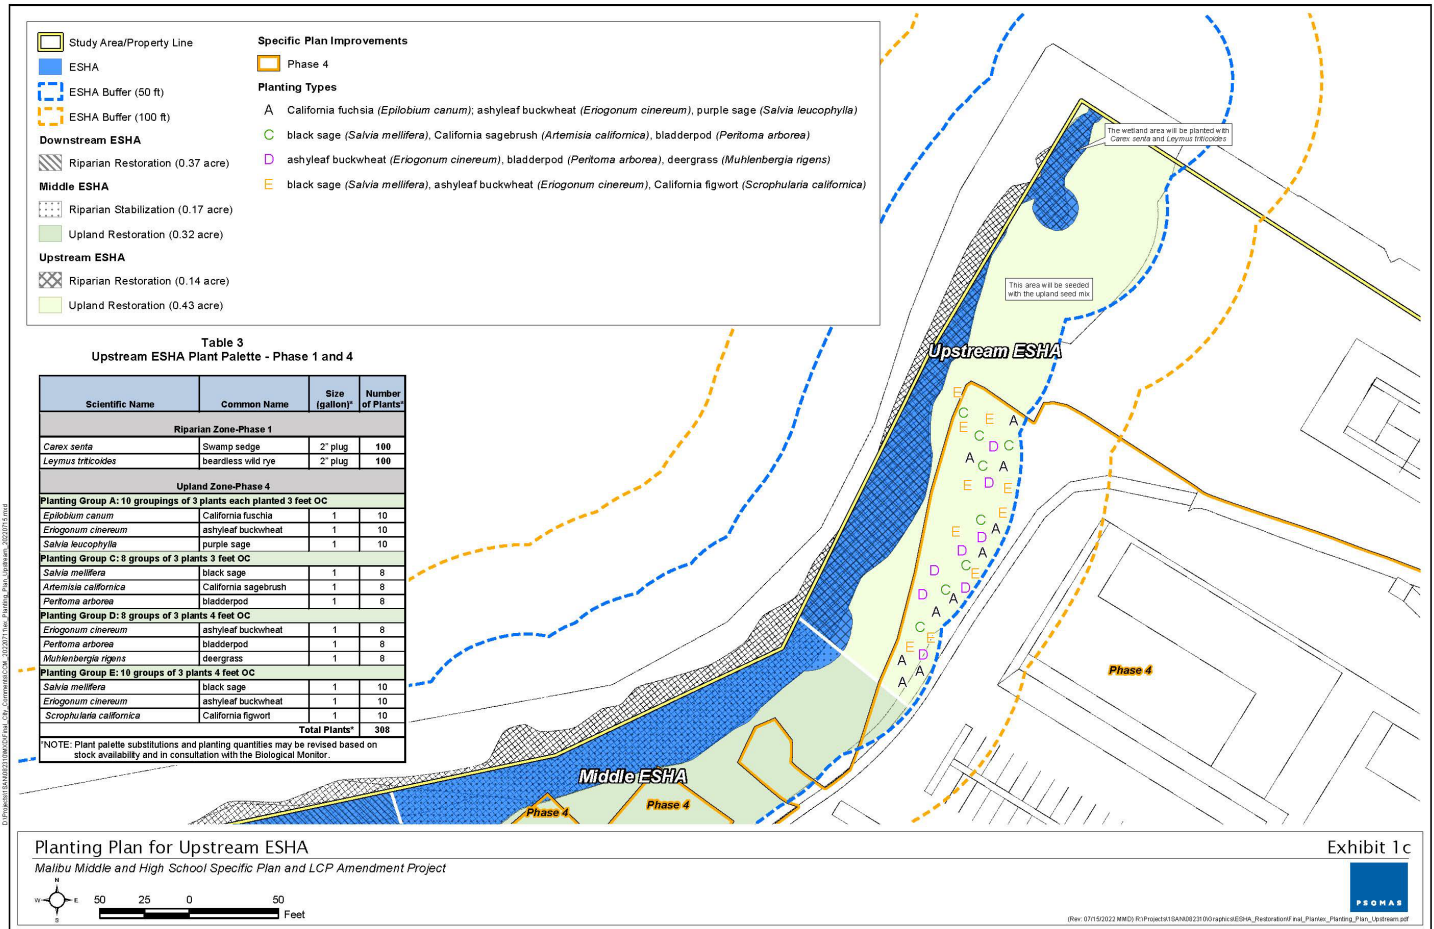 Study Area/Property Line
ESHA
ESHA Buffer (50 ft)
ESHA Buffer (100 ft)
Downstream ESHA
Riparian Restoration (0.37 acre)
Middle ESHA
Riparian Stabilization (0.17 acre)
Upland Restoration (0.32 acre)
Upstream ESHA
Riparian Restoration (0.14 acre)
Upland Restoration (0.43 acre)
Specific Plan Improvements
Phase 4
Planting Types
A California fuchsia (Epilobium canum); ashyleaf buckwheat (Eriogonum cinereum), purple sage (Salvia leucophylla)
C black sage (Salvia mellifera), California sagebrush (Artemisia californica), bladderpod (Peritoma arborea)
D ashyleaf buckwheat (Eriogonum cinereum), bladderpod (Peritoma arborea), deergrass (Muhlenbergia rigens)
E black sage (Salvia mellifera), ashyleaf buckwheat (Eriogonum cinereum), California figwort (Scrophularia californica)
The wetland area will be planted with
Carex senta and Leymus triticoides
This area will be seeded
with the upland seed mix
Upstream ESHA
Table 3
Upstream ESHA Plant Palette - Phase 1 and 4
Scientific Name Common Name Size (gallon)* Number of Plants*
Riparian Zone-Phase 1
Carex senta Swamp sedge 2" plug 100
Leymus triticoides beardless wild rye 2" plug 100
Upland Zone-Phase 4
Planting Group A: 10 groupings of 3 plants each planted 3 feet OC
Epilobium canum California fuschia 1 10
Eriogonum cinereum ashyleaf buckwheat 1 10
Salvia leucophylla purple sage 1 10
Planting Group C: 8 groups of 3 plants 3 feet OC
Salvia mellifera black sage 1 8
Artemisia californica California sagebrush 1 8
Peritoma arborea bladderpod 1 8
Planting Group D: 8 groups of 3 plants 4 feet OC
Eriogonum cinereum ashyleaf buckwheat 1 8
Peritoma arborea bladderpod 1 8
Muhlenbergia rigens deergrass 1 8
Planting Group E: 10 groups of 3 plants 4 feet OC
Salvia mellifera black sage 1 10
Eriogonum cinereum ashyleaf buckwheat 1 10
Scrophularia californica California figwort 1 10
Total Plants* 308
*NOTE: Plant palette substitutions and planting quantities may be revised based on
stock availability and in consultation with the Biological Monitor.
E
C
E
E
A
C
D
C
A
C
A
E
D
E
E
C
A
E
D
D
A
C
E
D
D
C
A
D
A
C
E
E
D
A
A
A
Phase 4
Middle ESHA
Phase 4
Phase 4
Planting Plan for Upstream ESHA
Exhibit 1c
Malibu Middle and High School Specific Plan and LCP Amendment Project
N
W E
S
50 25 0 50
Feet
PSOMAS
(Rev: 07/15/2022 MMD) R:\Projects\1SAN\082310\Graphics\ESHA_Restoration\Final_Plan\ex_Planting_Plan_Upstream.pdf